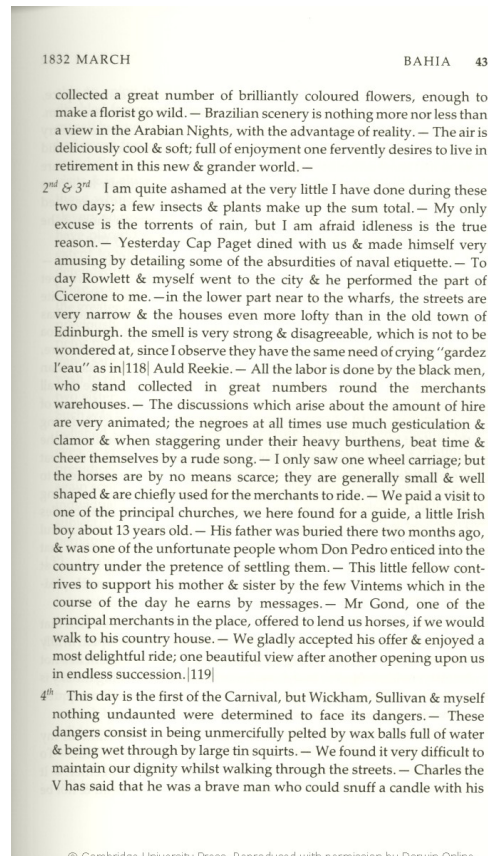 1832 MARCH BAHIA 43
collected a great number of brilliantly coloured flowers, enough to
make a florist go wild. — Brazilian scenery is nothing more nor less than
a view in the Arabian Nights, with the advantage of reality. — The air is
deliciously cool & soft; full of enjoyment one fervently desires to live in
retirement in this new & grander world. —
2nd & 3rd I am quite ashamed at the very little I have done during these
two days; a few insects & plants make up the sum total. — My only
excuse is the torrents of rain, but I am afraid idleness is the true
reason. — Yesterday Cap Paget dined with us & made himself very
amusing by detailing some of the absurdities of naval etiquette. — To
day Rowlett & myself went to the city & he performed the part of
Cicerone to me. —in the lower part near to the wharfs, the streets are
very narrow & the houses even more lofty than in the old town of
Edinburgh. the smell is very strong & disagreeable, which is not to be
wondered at, since I observe they have the same need of crying "gardez
l'eau" as in|118| Auld Reekie. — All the labor is done by the black men,
who stand collected in great numbers round the merchants
warehouses. — The discussions which arise about the amount of hire
are very animated; the negroes at all times use much gesticulation &
clamor & when staggering under their heavy burthens, beat time &
cheer themselves by a rude song. — I only saw one wheel carriage; but
the horses are by no means scarce; they are generally small & well
shaped & are chiefly used for the merchants to ride. — We paid a visit to
one of the principal churches, we here found for a guide, a little Irish
boy about 13 years old. — His father was buried there two months ago,
& was one of the unfortunate people whom Don Pedro enticed into the
country under the pretence of settling them. — This little fellow cont-
rives to support his mother & sister by the few Vintems which in the
course of the day he earns by messages. — Mr Gond, one of the
principal merchants in the place, offered to lend us horses, if we would
walk to his country house. — We gladly accepted his offer & enjoyed a
most delightful ride; one beautiful view after another opening upon us
in endless succession. |119|
4th This day is the first of the Carnival, but Wickham, Sullivan & myself
nothing undaunted were determined to face its dangers. — These
dangers consist in being unmercifully pelted by wax balls full of water
& being wet through by large tin squirts. — We found it very difficult to
maintain our dignity whilst walking through the streets. — Charles the
V has said that he was a brave man who could snuff a candle with his
© Cambridge University Press. Reproduced with permission by Darwin Online